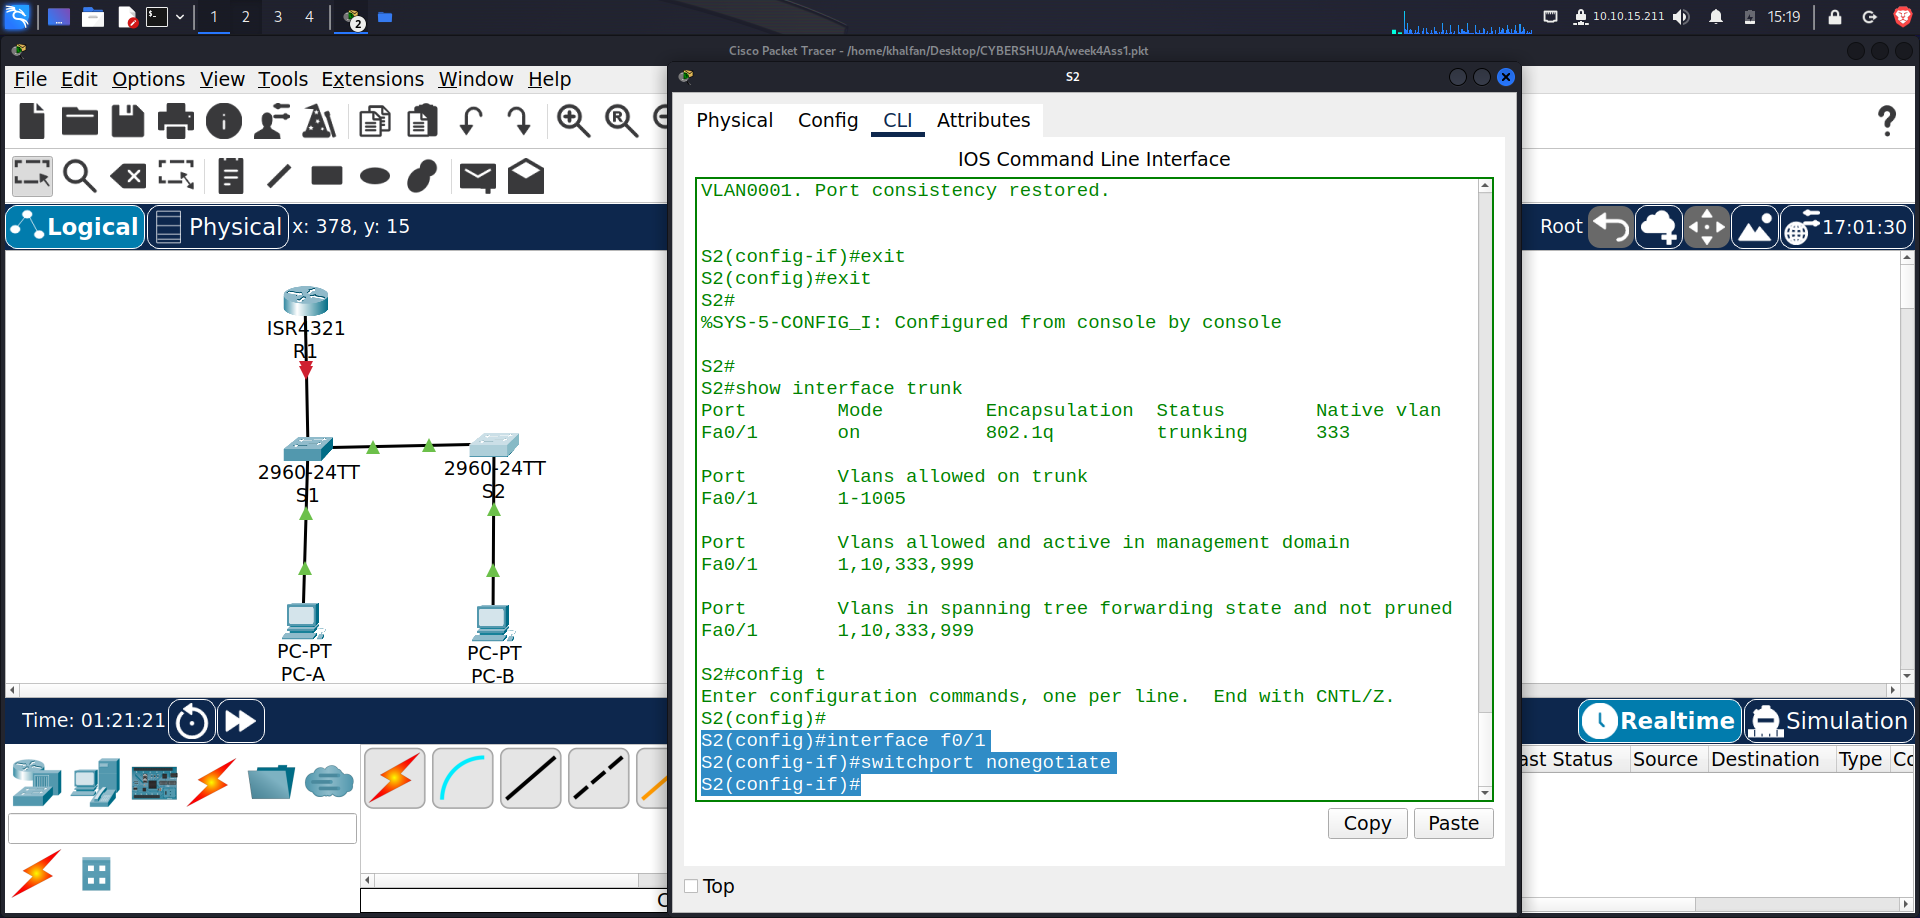 1 2 3 4
2
10.10.15.211
15:19
Cisco Packet Tracer - /home/khalfan/Desktop/CYBERSHUJAA/week4Ass1.pkt
File Edit Options View Tools Extensions Window Help
Logical
Physical
x: 378, y: 15
Root
17:01:30
ISR4321
R1
2960-24TT
S1
2960-24TT
S2
PC-PT
PC-A
PC-PT
PC-B
Time: 01:21:21
Realtime
Simulation
ast Status Source Destination Type Co
S2
Physical Config CLI Attributes
IOS Command Line Interface
VLAN0001. Port consistency restored.
S2(config-if)#exit
S2(config)#exit
S2#
%SYS-5-CONFIG_I: Configured from console by console
S2#
S2#show interface trunk
Port Mode Encapsulation Status Native vlan
Fa0/1 on 802.1q trunking 333
Port Vlans allowed on trunk
Fa0/1 1-1005
Port Vlans allowed and active in management domain
Fa0/1 1,10,333,999
Port Vlans in spanning tree forwarding state and not pruned
Fa0/1 1,10,333,999
S2#config t
Enter configuration commands, one per line. End with CNTL/Z.
S2(config)#
S2(config)#interface f0/1
S2(config-if)#switchport nonegotiate
S2(config-if)#
Copy
Paste
Top